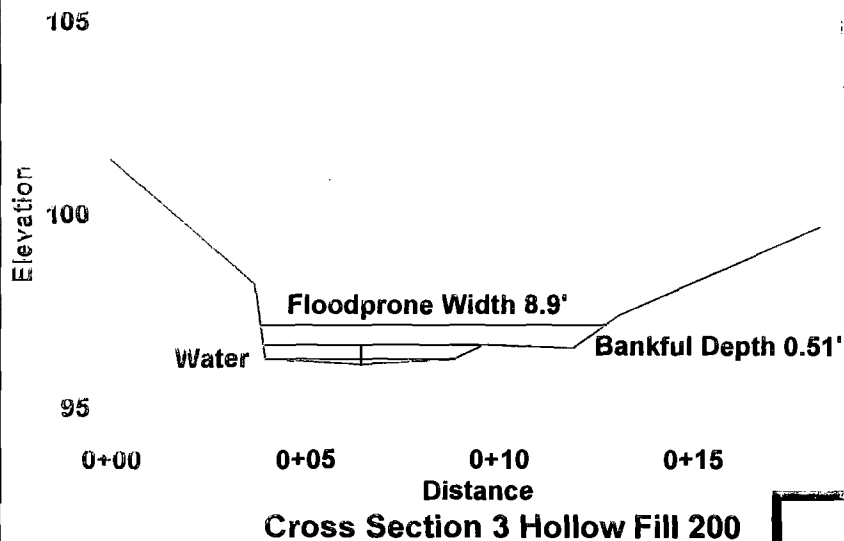 105
Elevation
100
Floodprone Width 8.9'
Water
Bankful Depth 0.51'
95
0+00 0+05 0+10 0+15
Distance
Cross Section 3 Hollow Fill 200